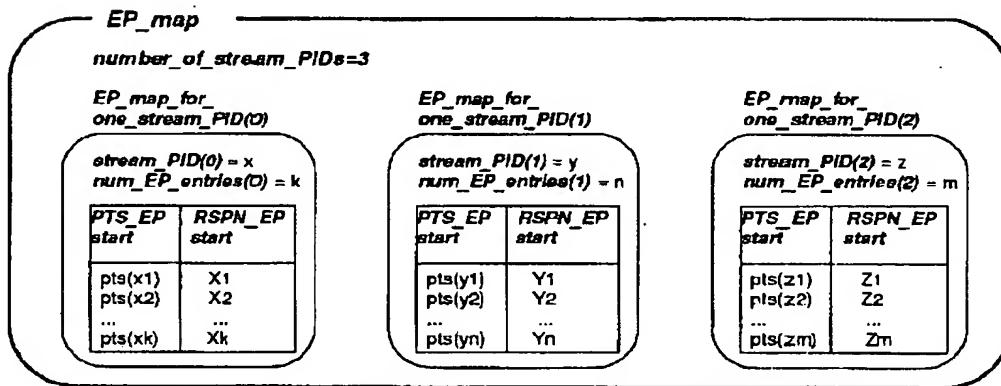 EP_map
number_of_stream_PIDs=3
EP_map_for_
one_stream_PID(0)
stream_PID(0) = x
num_EP_entries(0) = k
PTS_EP RSPN_EP
start start
pts(x1) X1
pts(x2) X2
... ...
pts(xk) Xk
EP_map_for_
one_stream_PID(1)
stream_PID(1) = y
num_EP_entries(1) = n
PTS_EP RSPN_EP
start start
pts(y1) Y1
pts(y2) Y2
... ...
pts(yn) Yn
EP_map_for_
one_stream_PID(2)
stream_PID(2) = z
num_EP_entries(2) = m
PTS_EP RSPN_EP
start start
pts(z1) Z1
pts(z2) Z2
... ...
pts(zm) Zm